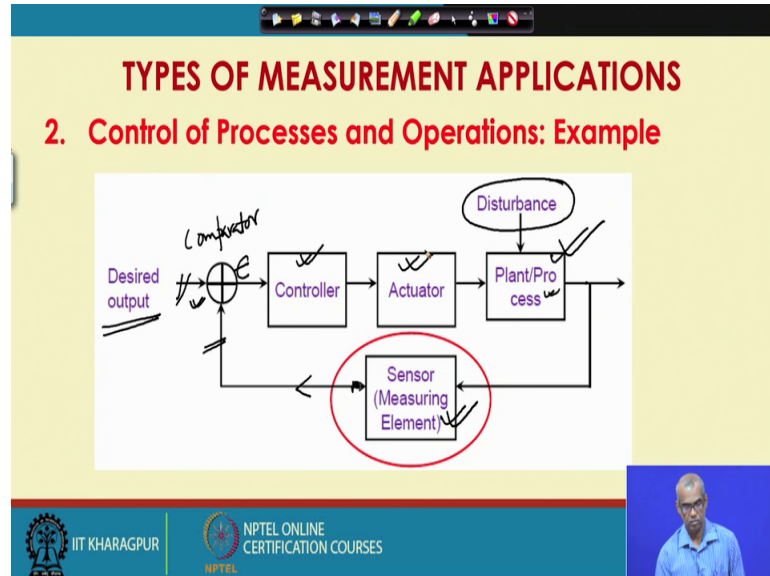 TYPES OF MEASUREMENT APPLICATIONS
2. Control of Processes and Operations: Example
Disturbance
Comparator
Desired
output
e
Controller
Actuator
Plant/Pro
cess
Sensor
(Measuring
Element)
IIT KHARAGPUR
NPTEL
NPTEL ONLINE
CERTIFICATION COURSES